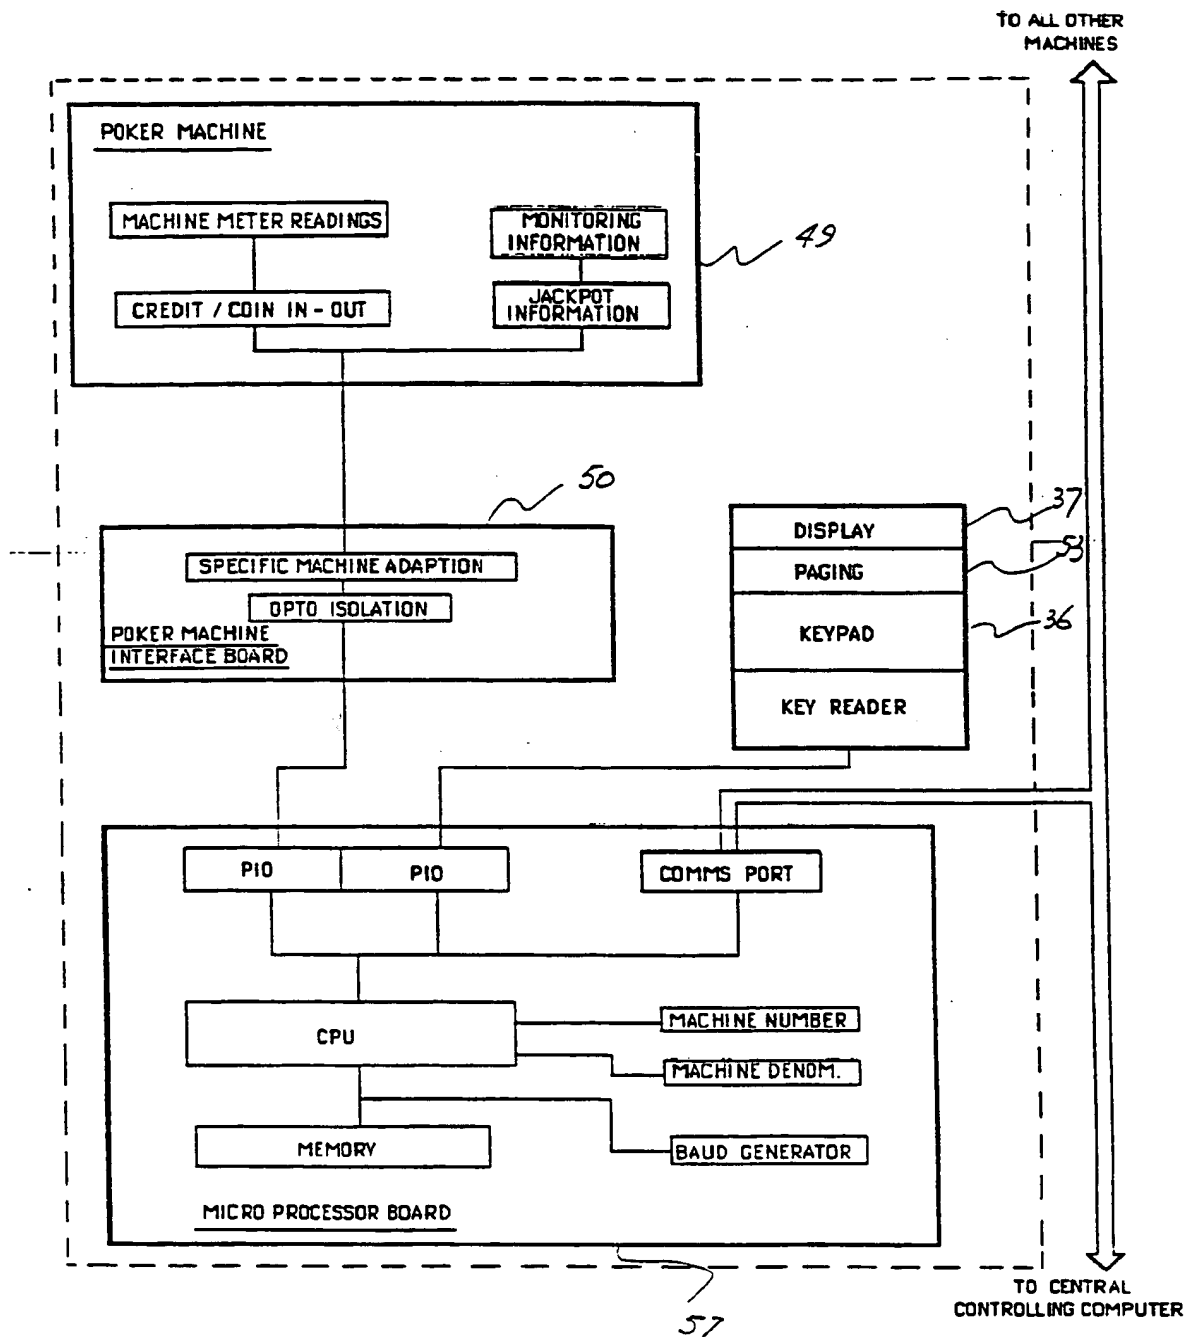 TO ALL OTHER
MACHINES
POKER MACHINE
MACHINE METER READINGS
MONITORING
INFORMATION
49
CREDIT / COIN IN - OUT
JACKPOT
INFORMATION
50
SPECIFIC MACHINE ADAPTION
OPTO ISOLATION
POKER MACHINE
INTERFACE BOARD
DISPLAY
37
PAGING
53
KEYPAD
36
KEY READER
PIO
PIO
COMMS PORT
CPU
MACHINE NUMBER
MACHINE DENOM.
MEMORY
BAUD GENERATOR
MICRO PROCESSOR BOARD
57
TO CENTRAL
CONTROLLING COMPUTER